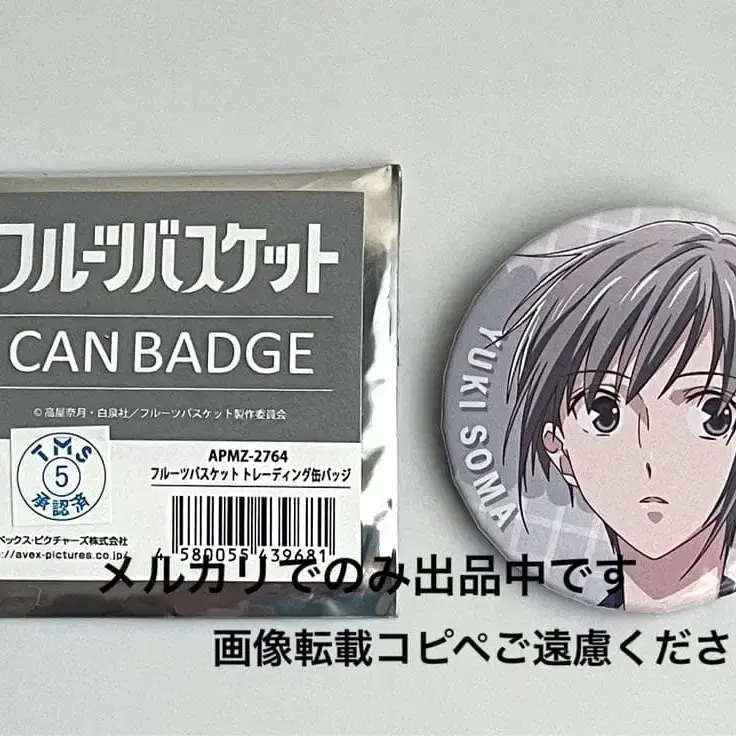 フルーツバスケット
CAN BADGE
© 高屋奈月・白泉社／フルーツバスケット製作委員会
TMS
5
承認済
APMZ-2764
フルーツバスケット トレーディング缶バッジ
ベックス・ピクチャーズ株式会社
://avex-pictures.co.jp/
4 580055 439681
YUKI SOMA
メルカリでのみ出品中です
画像転載コピペご遠慮くださ